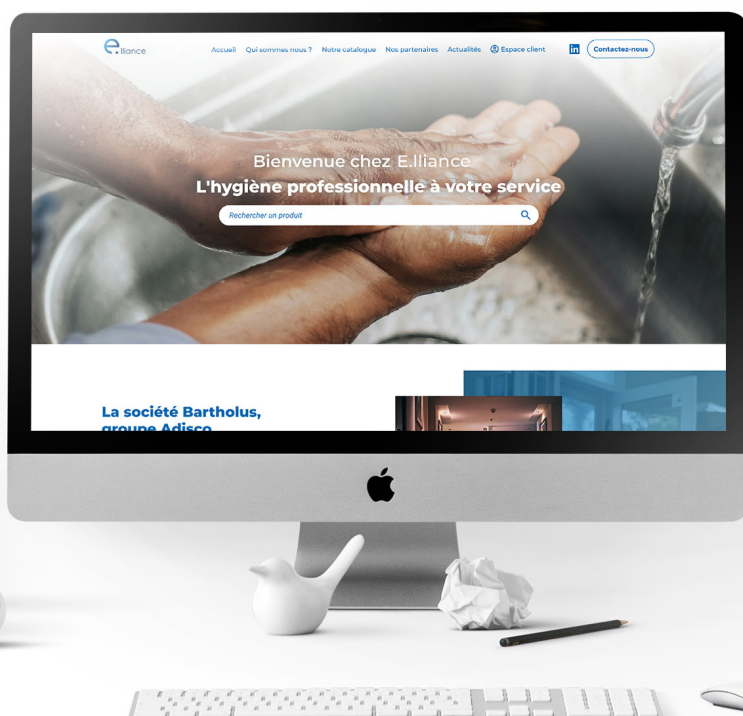 e.lliance
Accueil Qui sommes nous ? Notre catalogue Nos partenaires Actualités Espace client in Contactez-nous
Bienvenue chez E.lliance
L'hygiène professionnelle à votre service
Rechercher un produit
La société Bartholus,
groupe Adisco